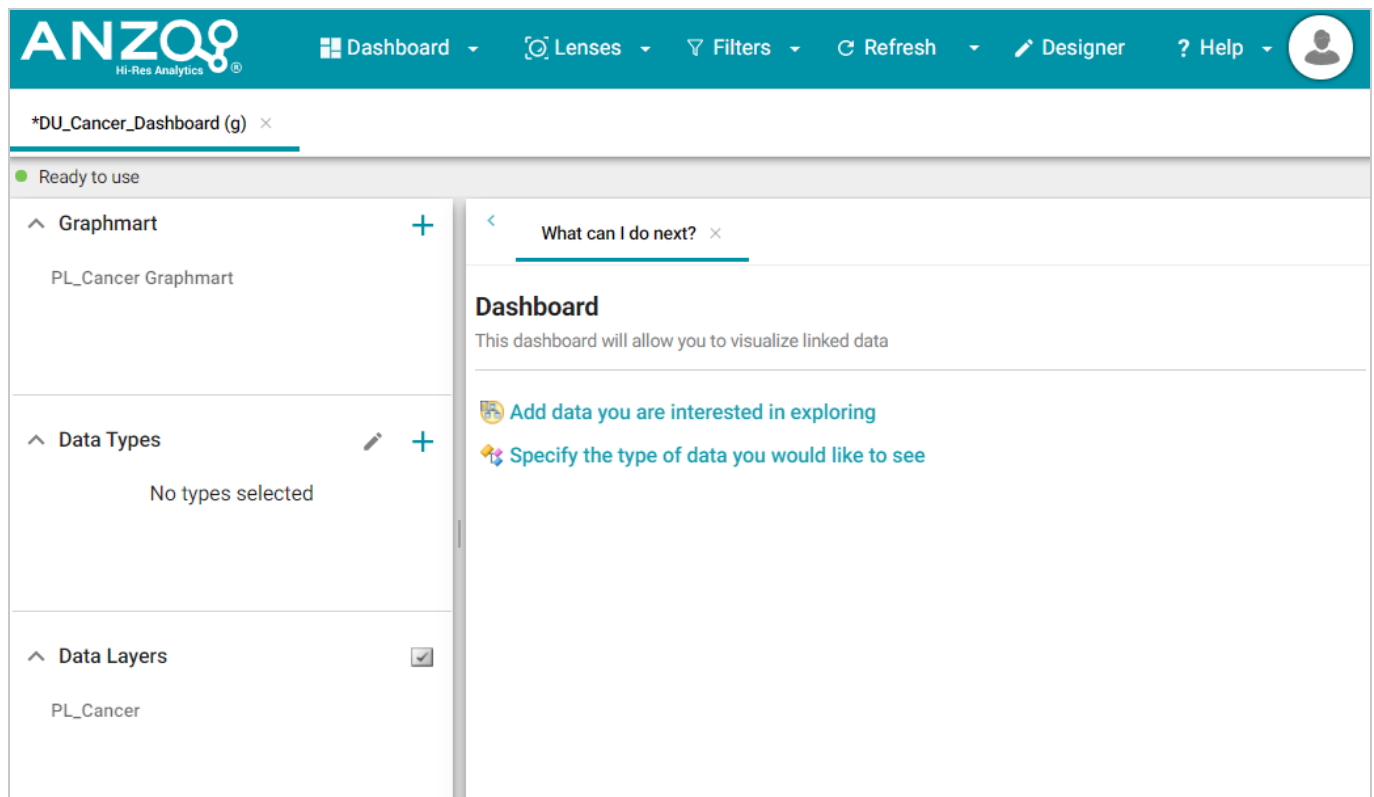 ANZO
Hi-Res Analytics ®
Dashboard Lenses Filters Refresh Designer ? Help
*DU_Cancer_Dashboard (g) ×
Ready to use
Graphmart +
PL_Cancer Graphmart
Data Types +
No types selected
Data Layers
PL_Cancer
What can I do next? ×
Dashboard
This dashboard will allow you to visualize linked data
Add data you are interested in exploring
Specify the type of data you would like to see